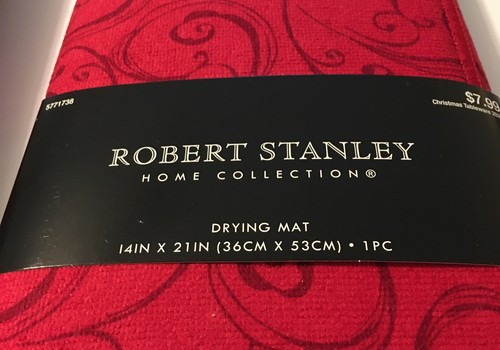 5771738
$7.99
Christmas Tableware
ROBERT STANLEY
HOME COLLECTION®
DRYING MAT
14IN X 21IN (36CM X 53CM) • 1PC